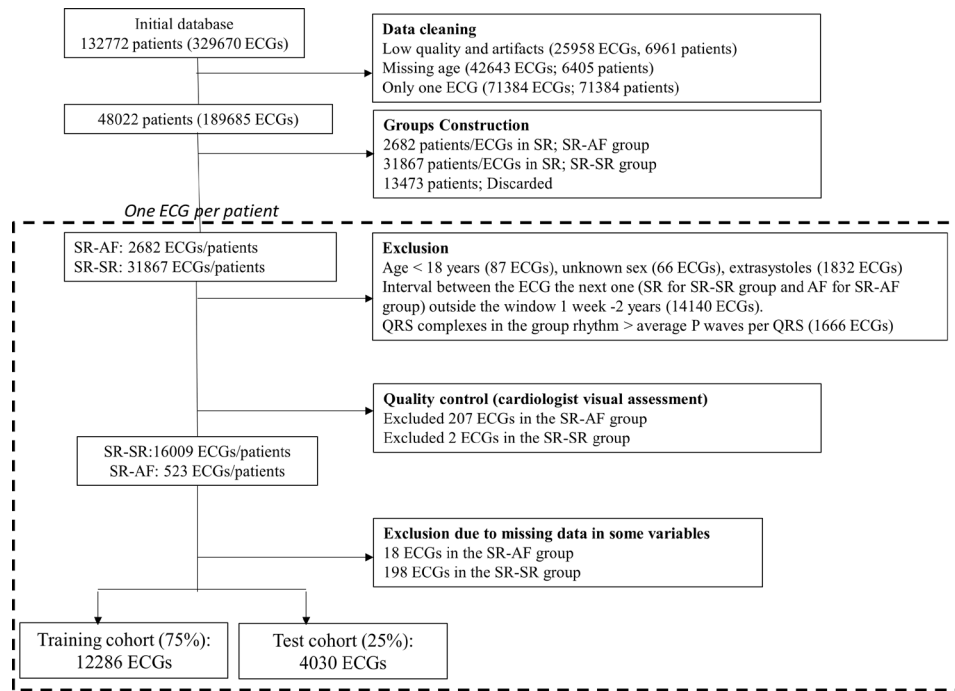 Initial database
132772 patients (329670 ECGs)
Data cleaning
Low quality and artifacts (25958 ECGs, 6961 patients)
Missing age (42643 ECGs; 6405 patients)
Only one ECG (71384 ECGs; 71384 patients)
48022 patients (189685 ECGs)
Groups Construction
2682 patients/ECGs in SR; SR-AF group
31867 patients/ECGs in SR; SR-SR group
13473 patients; Discarded
One ECG per patient
SR-AF: 2682 ECGs/patients
SR-SR: 31867 ECGs/patients
Exclusion
Age < 18 years (87 ECGs), unknown sex (66 ECGs), extrasystoles (1832 ECGs)
Interval between the ECG the next one (SR for SR-SR group and AF for SR-AF
group) outside the window 1 week -2 years (14140 ECGs).
QRS complexes in the group rhythm > average P waves per QRS (1666 ECGs)
Quality control (cardiologist visual assessment)
Excluded 207 ECGs in the SR-AF group
Excluded 2 ECGs in the SR-SR group
SR-SR:16009 ECGs/patients
SR-AF: 523 ECGs/patients
Exclusion due to missing data in some variables
18 ECGs in the SR-AF group
198 ECGs in the SR-SR group
Training cohort (75%):
12286 ECGs
Test cohort (25%):
4030 ECGs